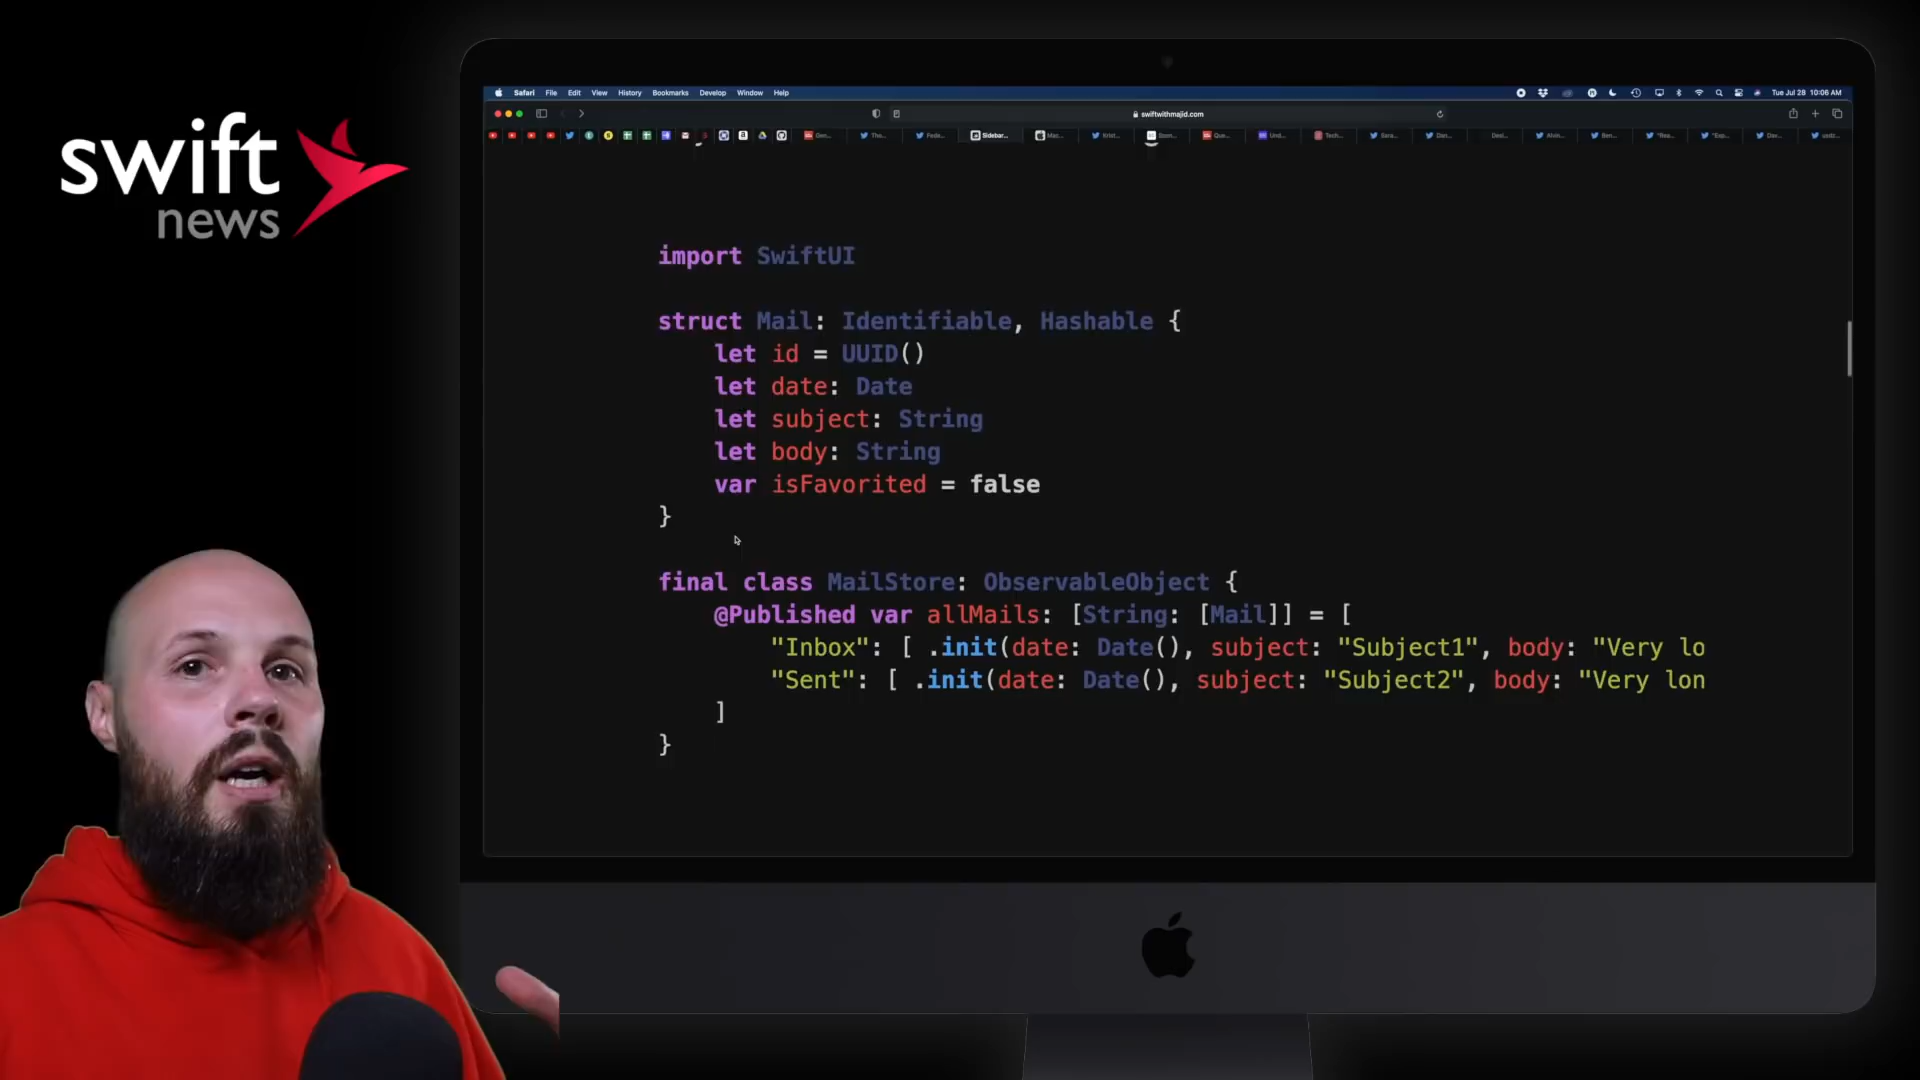 swift
news
Safari File Edit View History Bookmarks Develop Window Help
Tue Jul 28 10:06 AM
swiftwithmajid.com
Sidebar...
import SwiftUI
struct Mail: Identifiable, Hashable {
let id = UUID()
let date: Date
let subject: String
let body: String
var isFavorited = false
}
final class MailStore: ObservableObject {
@Published var allMails: [String: [Mail]] = [
"Inbox": [ .init(date: Date(), subject: "Subject1", body: "Very lo
"Sent": [ .init(date: Date(), subject: "Subject2", body: "Very lon
]
}